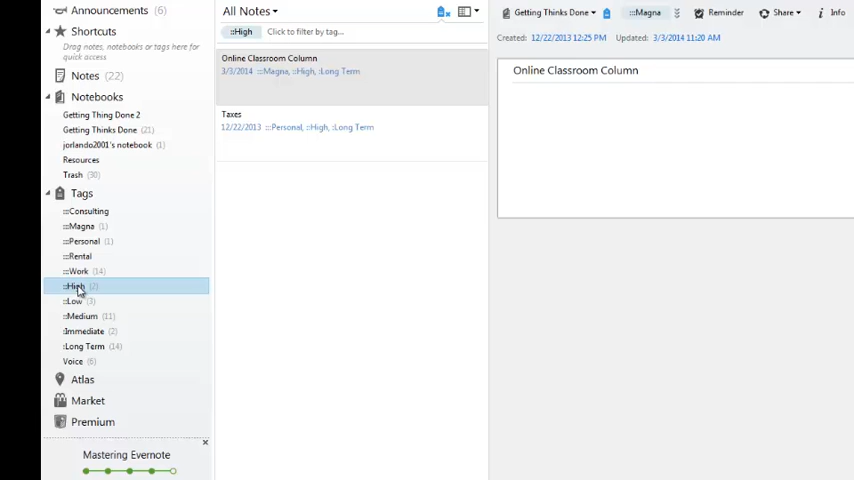 Announcements (6)
Shortcuts
Drag notes, notebooks or tags here for
quick access
Notes (22)
Notebooks
Getting Thing Done 2
Getting Thinks Done (21)
jorlando2001's notebook (1)
Resources
Trash (30)
Tags
:::Consulting
:::Magna (1)
:::Personal (1)
:::Rental
:::Work (14)
::High (2)
::Low (3)
::Medium (11)
:Immediate (2)
:Long Term (14)
Voice (6)
Atlas
Market
Premium
Mastering Evernote
All Notes
::High Click to filter by tag...
Online Classroom Column
3/3/2014 :::Magna, ::High, :Long Term
Taxes
12/22/2013 :::Personal, ::High, :Long Term
Getting Thinks Done :::Magna Reminder Share Info
Created: 12/22/2013 12:25 PM Updated: 3/3/2014 11:20 AM
Online Classroom Column